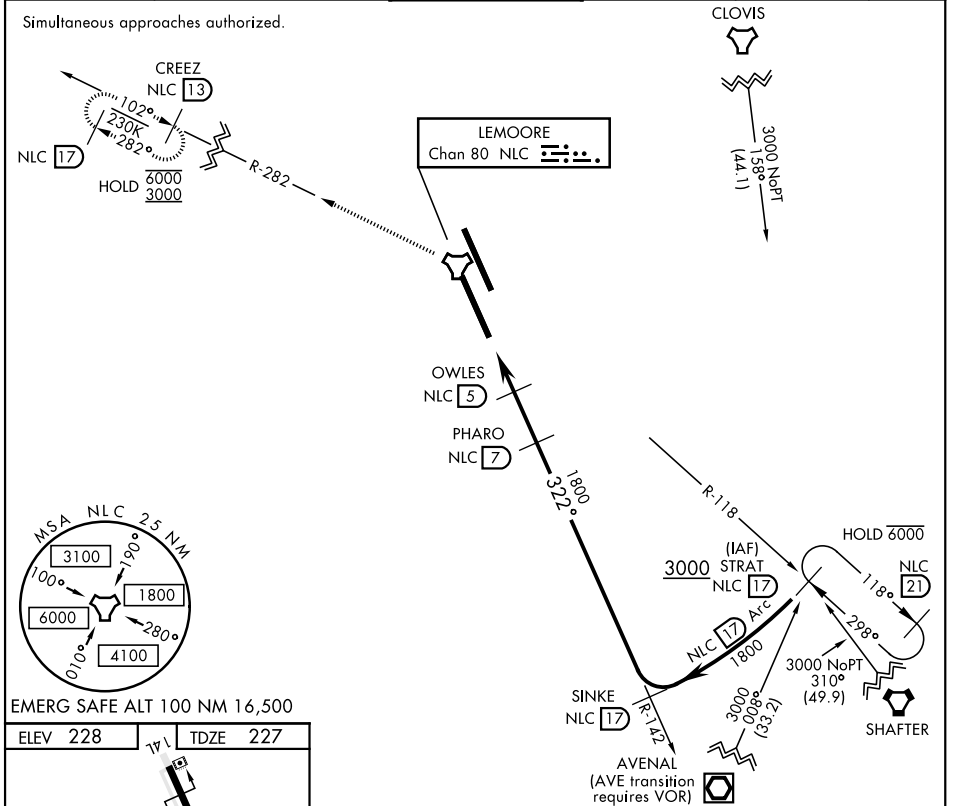 Simultaneous approaches authorized.
CLOVIS
CREEZ
NLC 13
102°
230K
282°
NLC 17
HOLD 6000
3000
R-282
LEMOORE
Chan 80 NLC
3000 NoPT
158°
(44.1)
OWLES
NLC 5
PHARO
NLC 7
1800
322°
R-118
HOLD 6000
(IAF)
STRAT
3000
NLC 17
NLC
21
118°
298°
NLC 17 Arc
1800
3000 NoPT
310°
(49.9)
SHAFTER
3000
008°
(33.2)
SINKE
NLC 17
R-142
AVENAL
(AVE transition
requires VOR)
MSA NLC 25 NM
3100
190°
100°
1800
6000
280°
010°
4100
EMERG SAFE ALT 100 NM 16,500
ELEV 228
14L
TDZE 227